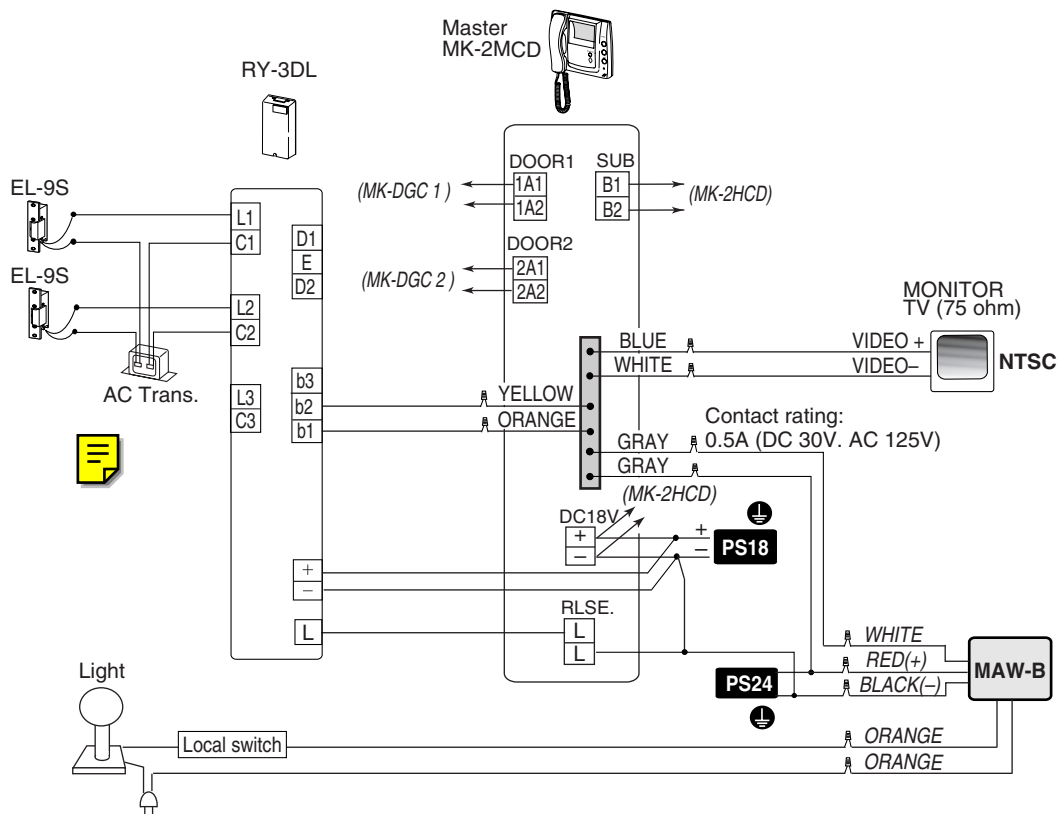 Master
MK-2MCD
RY-3DL
EL-9S
EL-9S
AC Trans.
L1
C1
L2
C2
L3
C3
D1
E
D2
b3
b2
b1
+
−
L
DOOR1
1A1
1A2
(MK-DGC 1 )
DOOR2
2A1
2A2
(MK-DGC 2 )
SUB
B1
B2
(MK-2HCD)
BLUE
WHITE
YELLOW
ORANGE
GRAY
GRAY
(MK-2HCD)
VIDEO +
VIDEO–
MONITOR
TV (75 ohm)
NTSC
Contact rating:
0.5A (DC 30V. AC 125V)
DC18V
+
−
+
−
PS18
RLSE.
L
L
PS24
WHITE
RED(+)
BLACK(–)
MAW-B
Light
Local switch
ORANGE
ORANGE